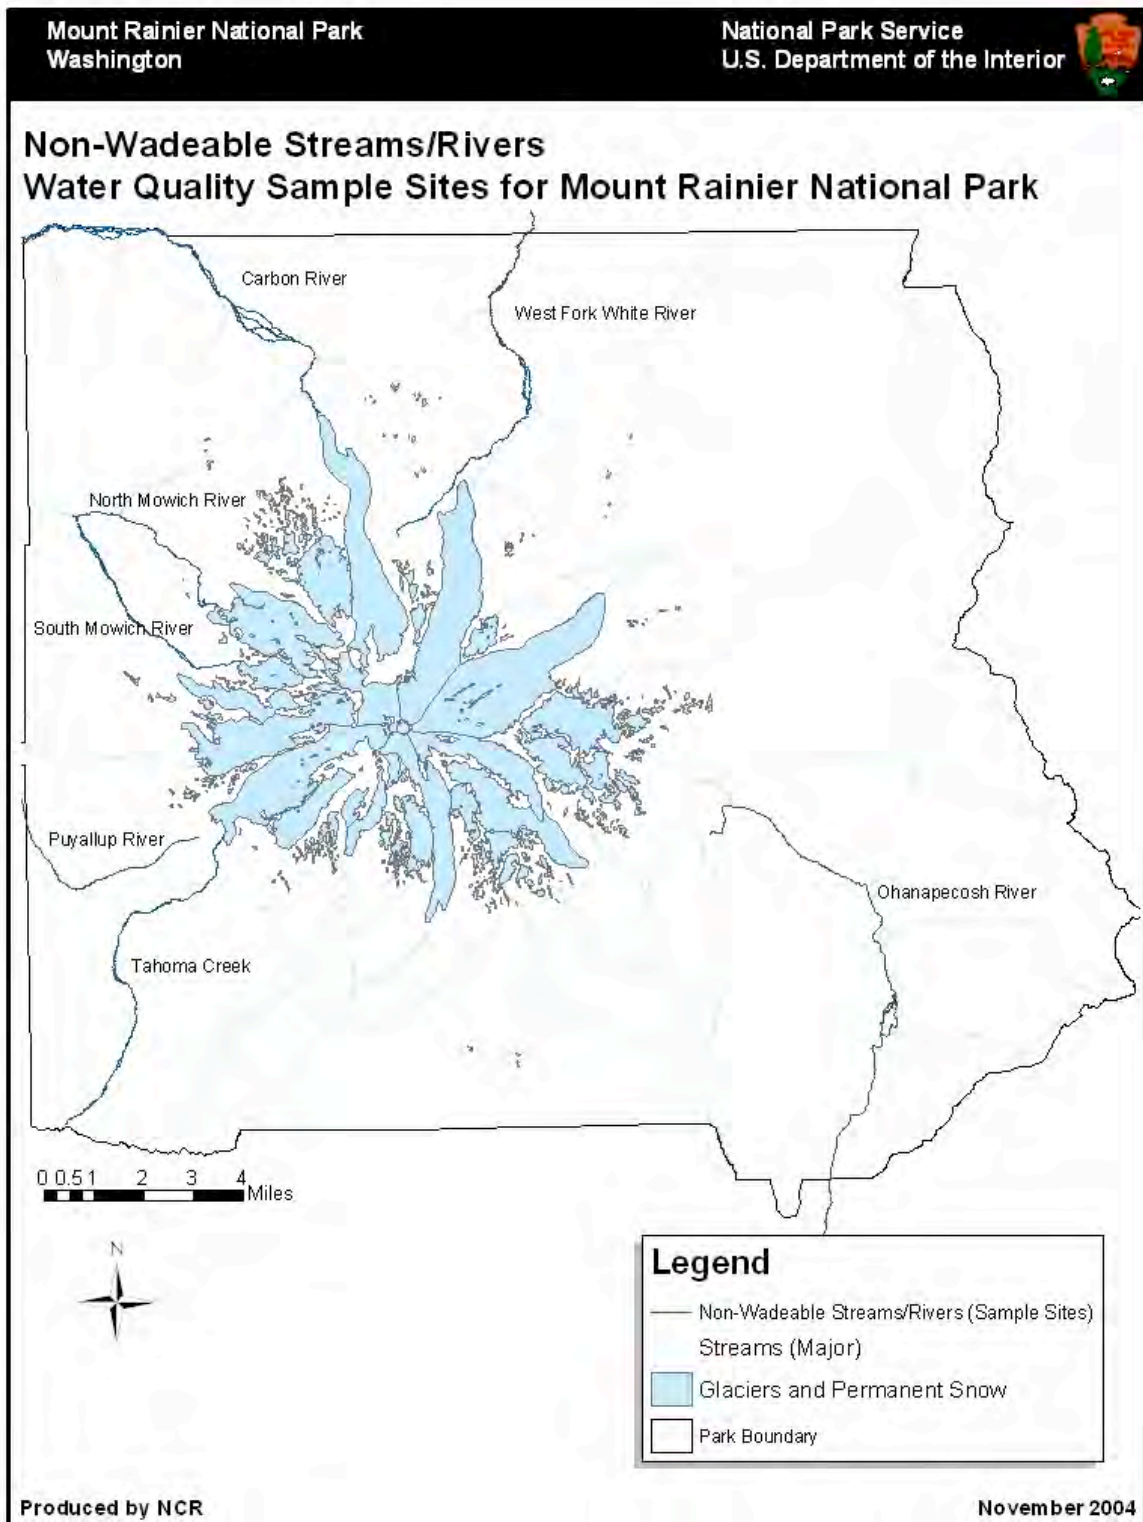 Mount Rainier National Park
Washington
National Park Service
U.S. Department of the Interior
Non-Wadeable Streams/Rivers
Water Quality Sample Sites for Mount Rainier National Park
Carbon River
West Fork White River
North Mowich River
South Mowich River
Puyallup River
Ohanapecosh River
Tahoma Creek
0 0.5 1 2 3 4
Miles
N
Legend
Non-Wadeable Streams/Rivers (Sample Sites)
Streams (Major)
Glaciers and Permanent Snow
Park Boundary
Produced by NCR
November 2004